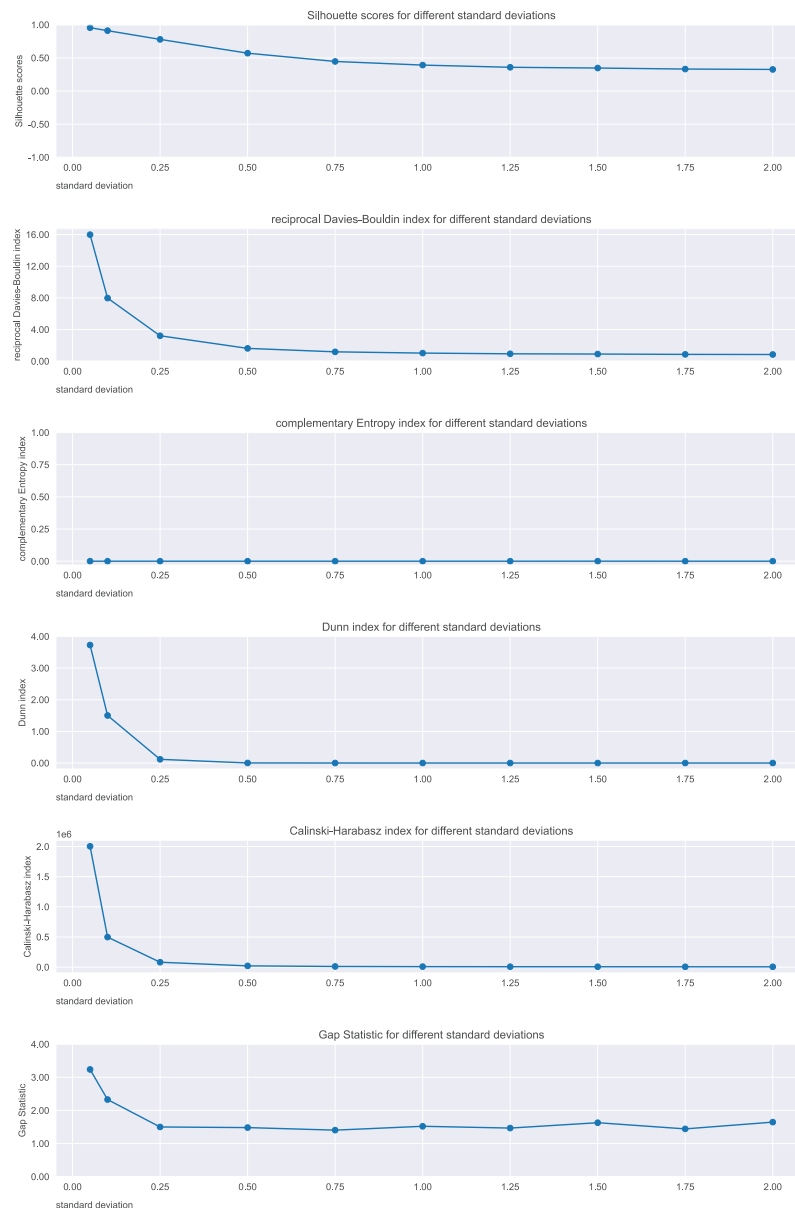 Silhouette scores for different standard deviations
1.00
0.50
0.00
-0.50
-1.00
Silhouette scores
0.00 0.25 0.50 0.75 1.00 1.25 1.50 1.75 2.00
standard deviation
reciprocal Davies-Bouldin index for different standard deviations
16.00
12.00
8.00
4.00
0.00
reciprocal Davies-Bouldin index
0.00 0.25 0.50 0.75 1.00 1.25 1.50 1.75 2.00
standard deviation
complementary Entropy index for different standard deviations
1.00
0.75
0.50
0.25
0.00
complementary Entropy index
0.00 0.25 0.50 0.75 1.00 1.25 1.50 1.75 2.00
standard deviation
Dunn index for different standard deviations
4.00
3.00
2.00
1.00
0.00
Dunn index
0.00 0.25 0.50 0.75 1.00 1.25 1.50 1.75 2.00
standard deviation
Calinski-Harabasz index for different standard deviations
1e6
2.0
1.5
1.0
0.5
0.0
Calinski-Harabasz index
0.00 0.25 0.50 0.75 1.00 1.25 1.50 1.75 2.00
standard deviation
Gap Statistic for different standard deviations
4.00
3.00
2.00
1.00
0.00
Gap Statistic
0.00 0.25 0.50 0.75 1.00 1.25 1.50 1.75 2.00
standard deviation